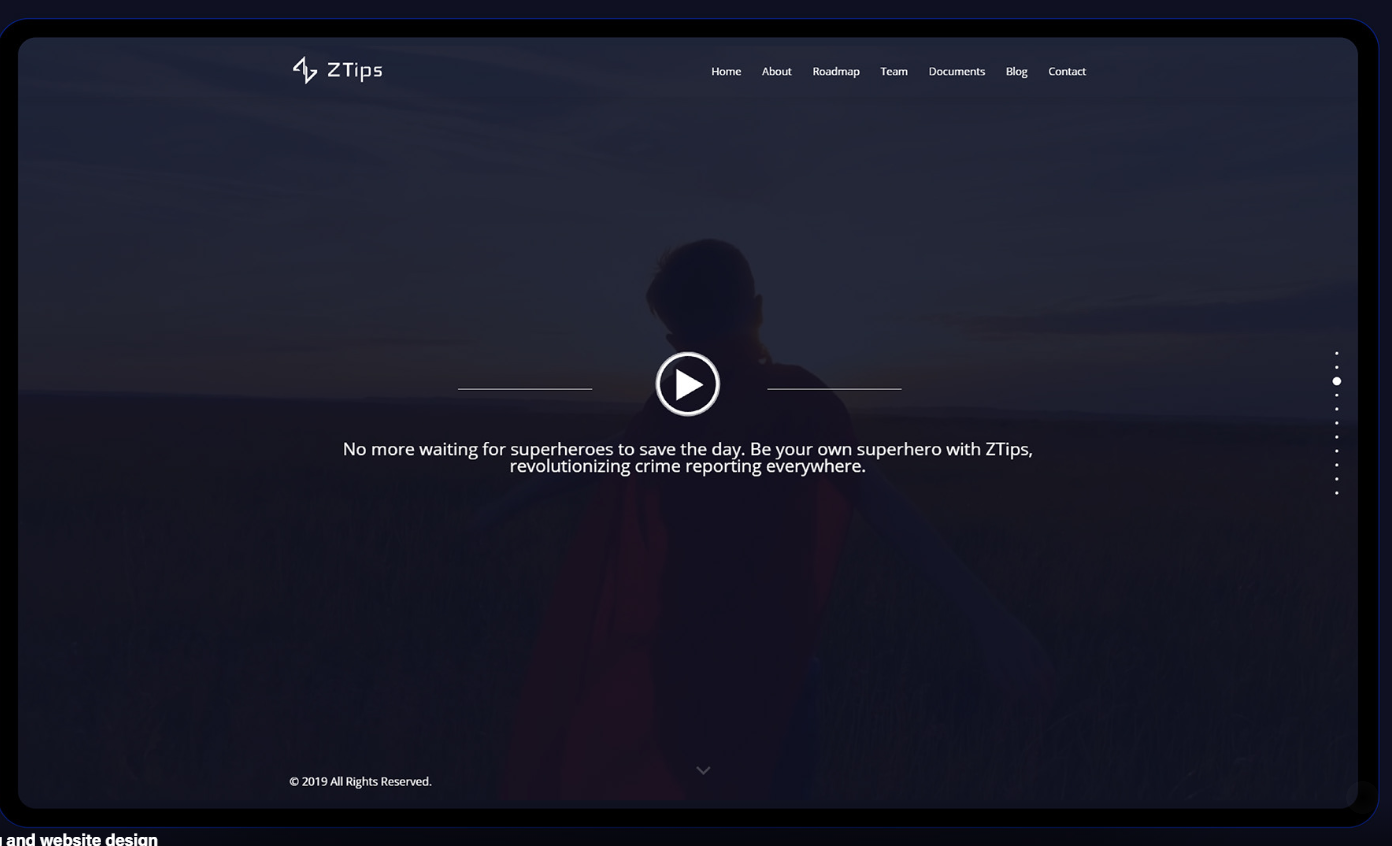 ZTips
Home About Roadmap Team Documents Blog Contact
No more waiting for superheroes to save the day. Be your own superhero with ZTips,
revolutionizing crime reporting everywhere.
© 2019 All Rights Reserved.
and website design